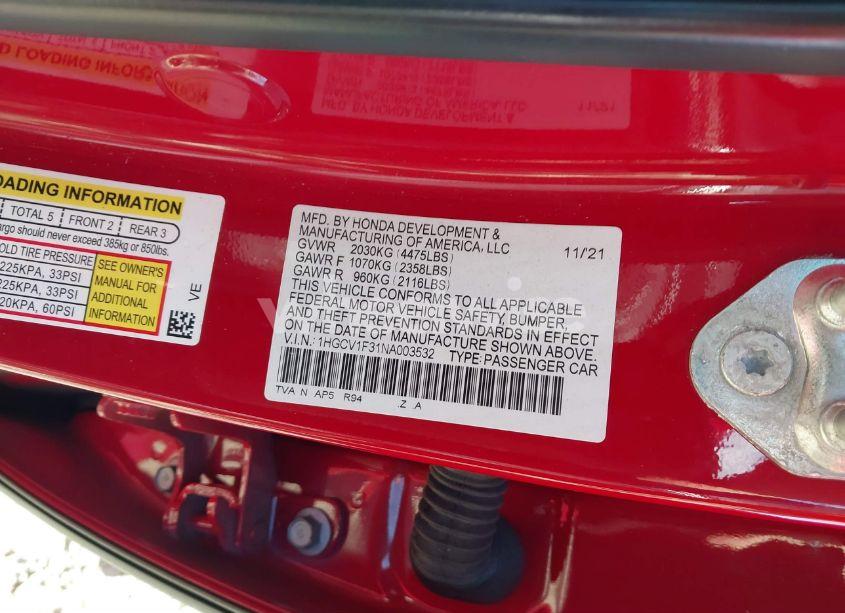 LOADING INFORMATION
TOTAL 5 FRONT 2 REAR 3
cargo should never exceed 385kg or 850lbs.
COLD TIRE PRESSURE
225KPA, 33PSI
225KPA, 33PSI
420KPA, 60PSI
SEE OWNER'S
MANUAL FOR
ADDITIONAL
INFORMATION
VE
MFD. BY HONDA DEVELOPMENT &
MANUFACTURING OF AMERICA, LLC 11/21
GVWR 2030KG (4475LBS)
GAWR F 1070KG (2358LBS)
GAWR R 960KG (2116LBS)
THIS VEHICLE CONFORMS TO ALL APPLICABLE
FEDERAL MOTOR VEHICLE SAFETY, BUMPER,
AND THEFT PREVENTION STANDARDS IN EFFECT
ON THE DATE OF MANUFACTURE SHOWN ABOVE.
V.I.N.: 1HGCV1F31NA003532 TYPE:PASSENGER CAR
TVA N AP5 R94 .Z .A